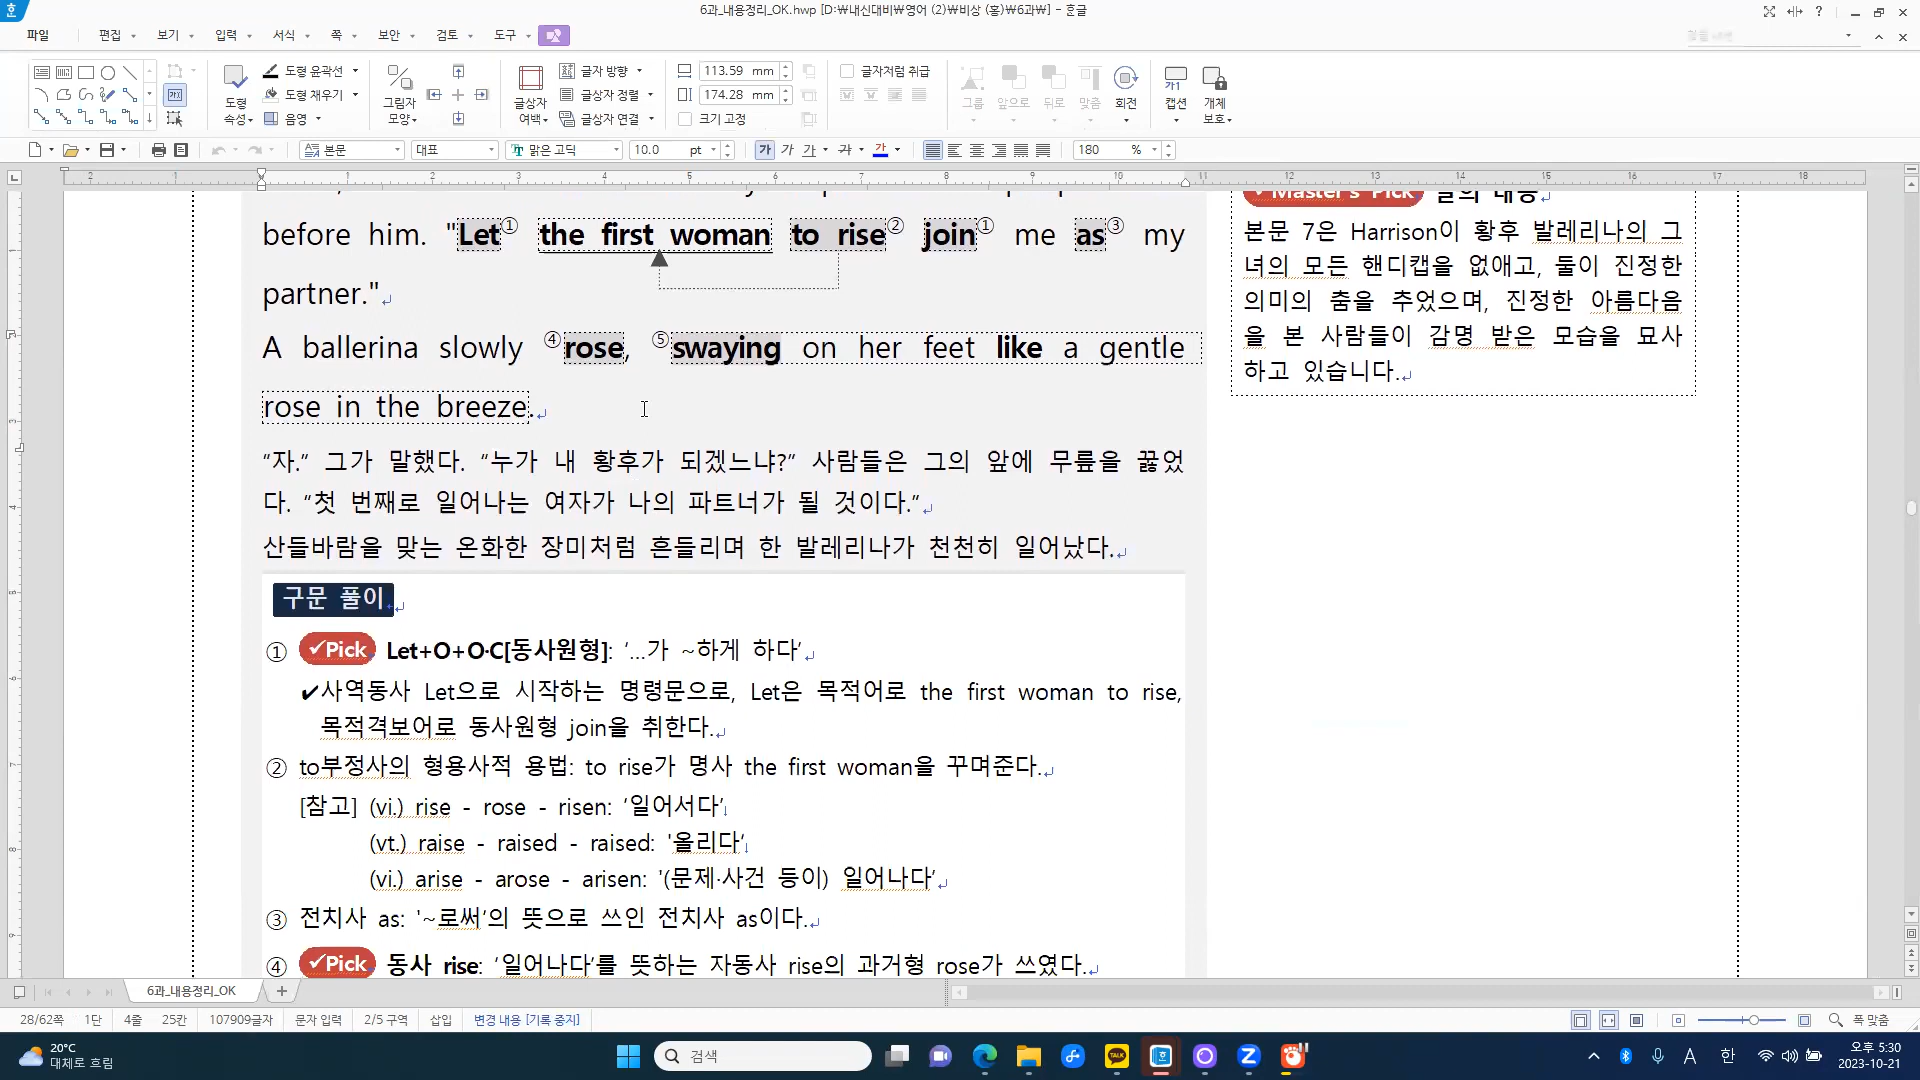 6과_내용정리_OK.hwp [D:₩내신대비₩영어 (2)₩비상 (홍)₩6과₩] - 한글
파일 편집 보기 입력 서식 쪽 보안 검토 도구
도형 속성 도형 윤곽선 도형 채우기 음영
그림자 모양
글상자 여백 글자 방향 글상자 정렬 글상자 연결
113.59 mm
174.28 mm
크기 고정
글자처럼 취급
그룹 앞으로 뒤로 맞춤 회전
캡션 개체 보호
본문 대표 맑은 고딕 10.0 pt 가 가 가 가 가 180 %
before him. "Let① the first woman to rise② join① me as③ my
partner."
A ballerina slowly ④rose, ⑤swaying on her feet like a gentle
rose in the breeze.
“자.“ 그가 말했다. “누가 내 황후가 되겠느냐?” 사람들은 그의 앞에 무릎을 꿇었
다. “첫 번째로 일어나는 여자가 나의 파트너가 될 것이다.”
산들바람을 맞는 온화한 장미처럼 흔들리며 한 발레리나가 천천히 일어났다.
구문 풀이
① ✓Pick Let+O+O·C[동사원형]: ‘...가 ~하게 하다’
✔사역동사 Let으로 시작하는 명령문으로, Let은 목적어로 the first woman to rise,
목적격보어로 동사원형 join을 취한다.
② to부정사의 형용사적 용법: to rise가 명사 the first woman을 꾸며준다.
[참고] (vi.) rise - rose - risen: ‘일어서다’
(vt.) raise - raised - raised: '올리다‘
(vi.) arise - arose - arisen: '(문제·사건 등이) 일어나다’
③ 전치사 as: '~로써‘의 뜻으로 쓰인 전치사 as이다.
④ ✓Pick 동사 rise: ‘일어나다’를 뜻하는 자동사 rise의 과거형 rose가 쓰였다.
✓Master's Pick 글의 내용
본문 7은 Harrison이 황후 발레리나의 그
녀의 모든 핸디캡을 없애고, 둘이 진정한
의미의 춤을 추었으며, 진정한 아름다음
을 본 사람들이 감명 받은 모습을 묘사
하고 있습니다.
6과_내용정리_OK
28/62쪽 1단 4줄 25칸 107909글자 문자 입력 2/5 구역 삽입 변경 내용 [기록 중지] 폭 맞춤
20°C
대체로 흐림
검색
TALK
A 한
오후 5:30
2023-10-21